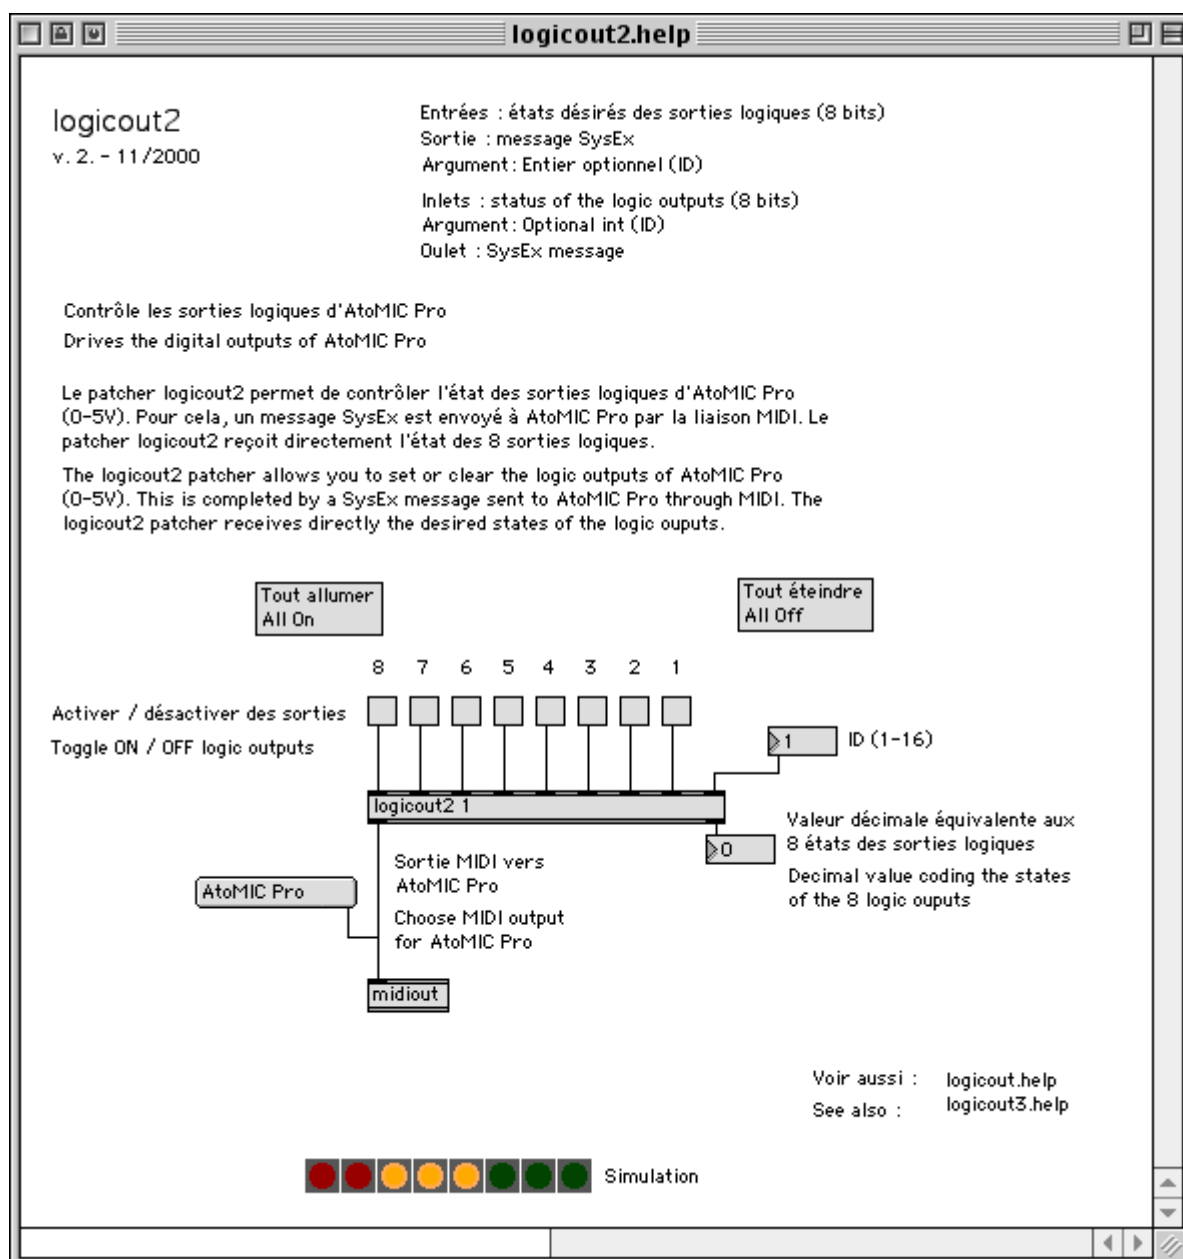 logicout2.help
logicout2
v. 2. - 11/2000
Entrées : états désirés des sorties logiques (8 bits)
Sortie : message SysEx
Argument: Entier optionnel (ID)
Inlets : status of the logic outputs (8 bits)
Argument: Optional int (ID)
Oulet : SysEx message
Contrôle les sorties logiques d'AtoMIC Pro
Drives the digital outputs of AtoMIC Pro
Le patcher logicout2 permet de contrôler l'état des sorties logiques d'AtoMIC Pro
(0-5V). Pour cela, un message SysEx est envoyé à AtoMIC Pro par la liaison MIDI. Le
patcher logicout2 reçoit directement l'état des 8 sorties logiques.
The logicout2 patcher allows you to set or clear the logic outputs of AtoMIC Pro
(0-5V). This is completed by a SysEx message sent to AtoMIC Pro through MIDI. The
logicout2 patcher receives directly the desired states of the logic ouputs.
Tout allumer
All On
Tout éteindre
All Off
8 7 6 5 4 3 2 1
Activer / désactiver des sorties
Toggle ON / OFF logic outputs
1
ID (1-16)
logicout2 1
0
Valeur décimale équivalente aux
8 états des sorties logiques
Decimal value coding the states
of the 8 logic ouputs
Sortie MIDI vers
AtoMIC Pro
Choose MIDI output
for AtoMIC Pro
AtoMIC Pro
midiout
Voir aussi : logicout.help
See also : logicout3.help
Simulation